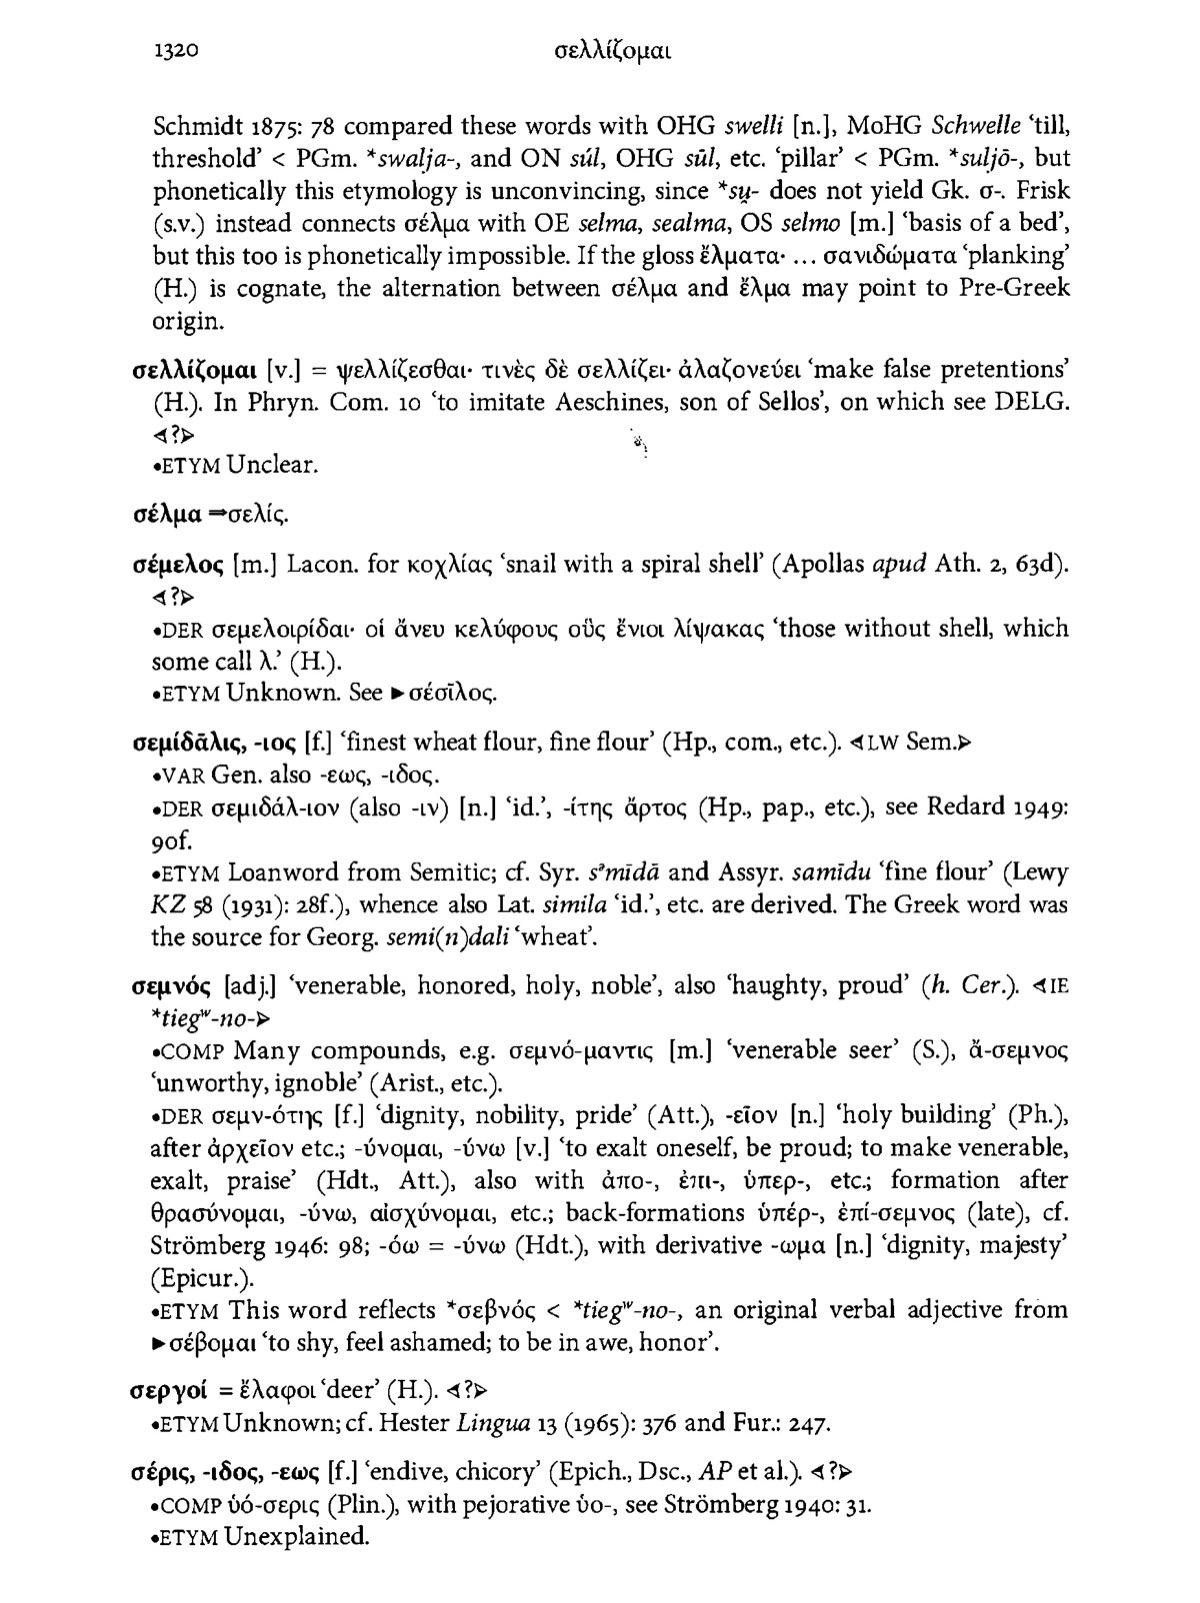 1320 σελλίζομαι
Schmidt 1875: 78 compared these words with OHG swelli [n.], MoHG Schwelle ‘till,
threshold’ < PGm. *swalja-, and ON súl, OHG sūl, etc. ‘pillar’ < PGm. *suljō-, but
phonetically this etymology is unconvincing, since *su̯- does not yield Gk. σ-. Frisk
(s.v.) instead connects σέλμα with OE selma, sealma, OS selmo [m.] ‘basis of a bed’,
but this too is phonetically impossible. If the gloss ἕλματα· ... σανιδώματα ‘planking’
(H.) is cognate, the alternation between σέλμα and ἕλμα may point to Pre-Greek
origin.
σελλίζομαι [v.] = ψελλίζεσθαι· τινὲς δὲ σελλίζει· ἀλαζονεύει ‘make false pretentions’
(H.). In Phryn. Com. 10 ‘to imitate Aeschines, son of Sellos’, on which see DELG.
⊲?⊳
•ETYM Unclear.
σέλμα ⇒σελίς.
σέμελος [m.] Lacon. for κοχλίας ‘snail with a spiral shell’ (Apollas apud Ath. 2, 63d).
⊲?⊳
•DER σεμελοιρίδαι· οἱ ἄνευ κελύφους οὓς ἔνιοι λίψακας ‘those without shell, which
some call λ.’ (H.).
•ETYM Unknown. See ►σέσῑλος.
σεμίδᾱλις, -ιος [f.] ‘finest wheat flour, fine flour’ (Hp., com., etc.). ⊲LW Sem.⊳
•VAR Gen. also -εως, -ιδος.
•DER σεμιδάλ-ιον (also -ιν) [n.] ‘id.’, -ίτης ἄρτος (Hp., pap., etc.), see Redard 1949:
90f.
•ETYM Loanword from Semitic; cf. Syr. sᵊmīdā and Assyr. samīdu ‘fine flour’ (Lewy
KZ 58 (1931): 28f.), whence also Lat. simila ‘id.’, etc. are derived. The Greek word was
the source for Georg. semi(n)dali ‘wheat’.
σεμνός [adj.] ‘venerable, honored, holy, noble’, also ‘haughty, proud’ (h. Cer.). ⊲IE
*tiegʷ-no-⊳
•COMP Many compounds, e.g. σεμνό-μαντις [m.] ‘venerable seer’ (S.), ἄ-σεμνος
‘unworthy, ignoble’ (Arist., etc.).
•DER σεμν-ότης [f.] ‘dignity, nobility, pride’ (Att.), -εῖον [n.] ‘holy building’ (Ph.),
after ἀρχεῖον etc.; -ύνομαι, -ύνω [v.] ‘to exalt oneself, be proud; to make venerable,
exalt, praise’ (Hdt., Att.), also with ἀπο-, ἐπι-, ὑπερ-, etc.; formation after
θρασύνομαι, -ύνω, αἰσχύνομαι, etc.; back-formations ὑπέρ-, ἐπί-σεμνος (late), cf.
Strömberg 1946: 98; -όω = -ύνω (Hdt.), with derivative -ωμα [n.] ‘dignity, majesty’
(Epicur.).
•ETYM This word reflects *σεβνός < *tiegʷ-no-, an original verbal adjective from
►σέβομαι ‘to shy, feel ashamed; to be in awe, honor’.
σεργοί = ἔλαφοι ‘deer’ (H.). ⊲?⊳
•ETYM Unknown; cf. Hester Lingua 13 (1965): 376 and Fur.: 247.
σέρις, -ιδος, -εως [f.] ‘endive, chicory’ (Epich., Dsc., AP et al.). ⊲?⊳
•COMP ὑό-σερις (Plin.), with pejorative ὑο-, see Strömberg 1940: 31.
•ETYM Unexplained.